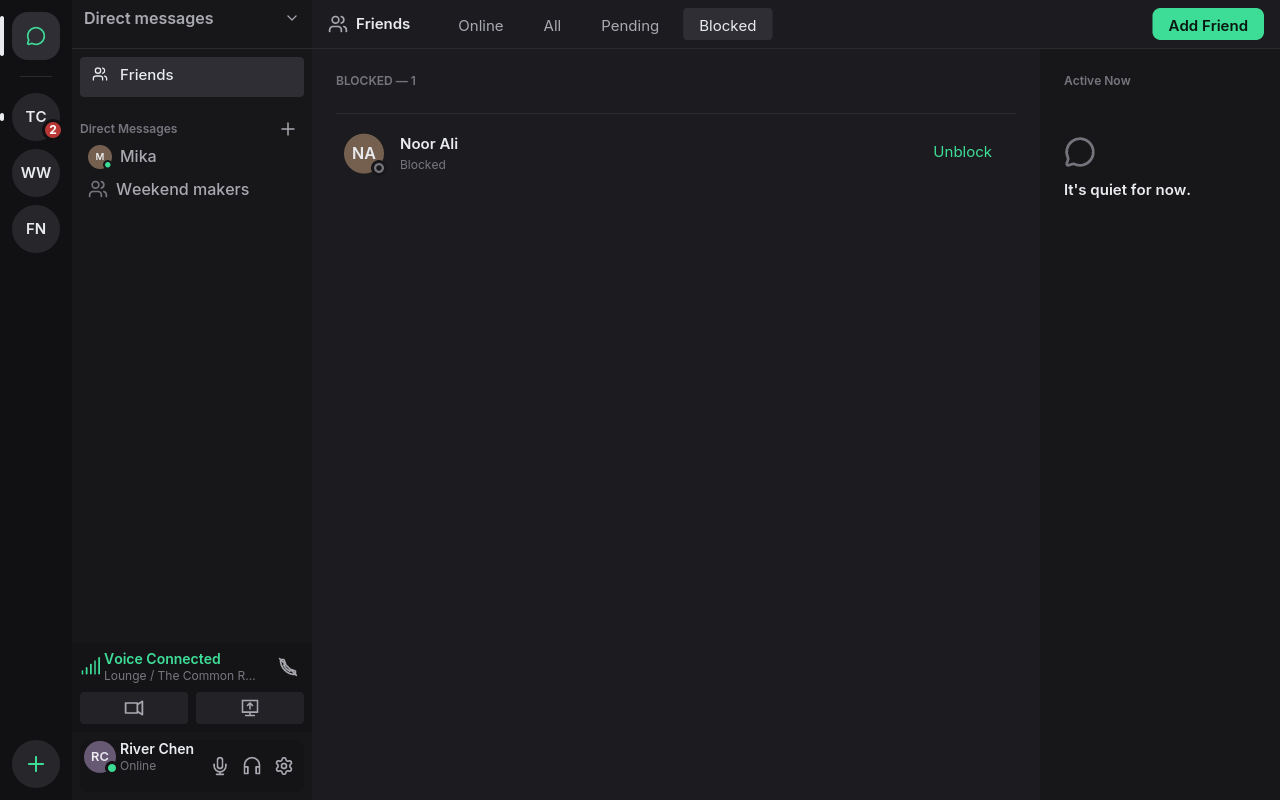 TC
2
WW
FN
Direct messages
Friends
Direct Messages
M
Mika
Weekend makers
Voice Connected
Lounge / The Common R...
RC
River Chen
Online
Friends
Online
All
Pending
Blocked
Add Friend
BLOCKED — 1
NA
Noor Ali
Blocked
Unblock
Active Now
It's quiet for now.